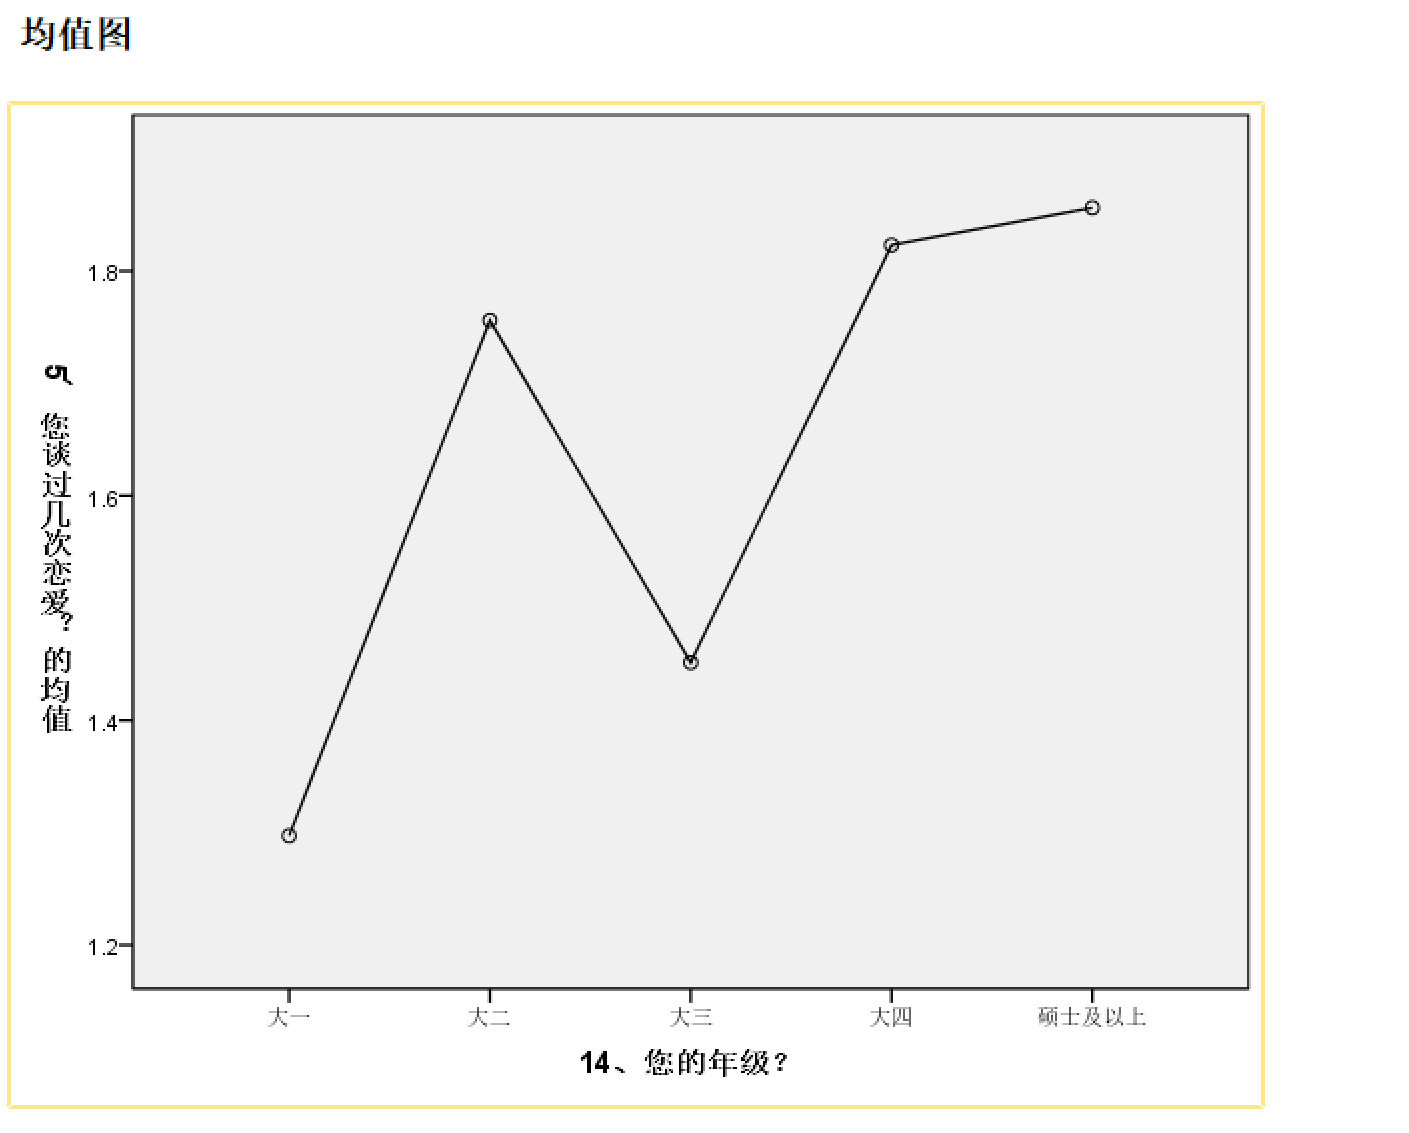 均值图
5、您谈过几次恋爱？的均值
1.8
1.6
1.4
1.2
大一
大二
大三
大四
硕士及以上
14、您的年级？